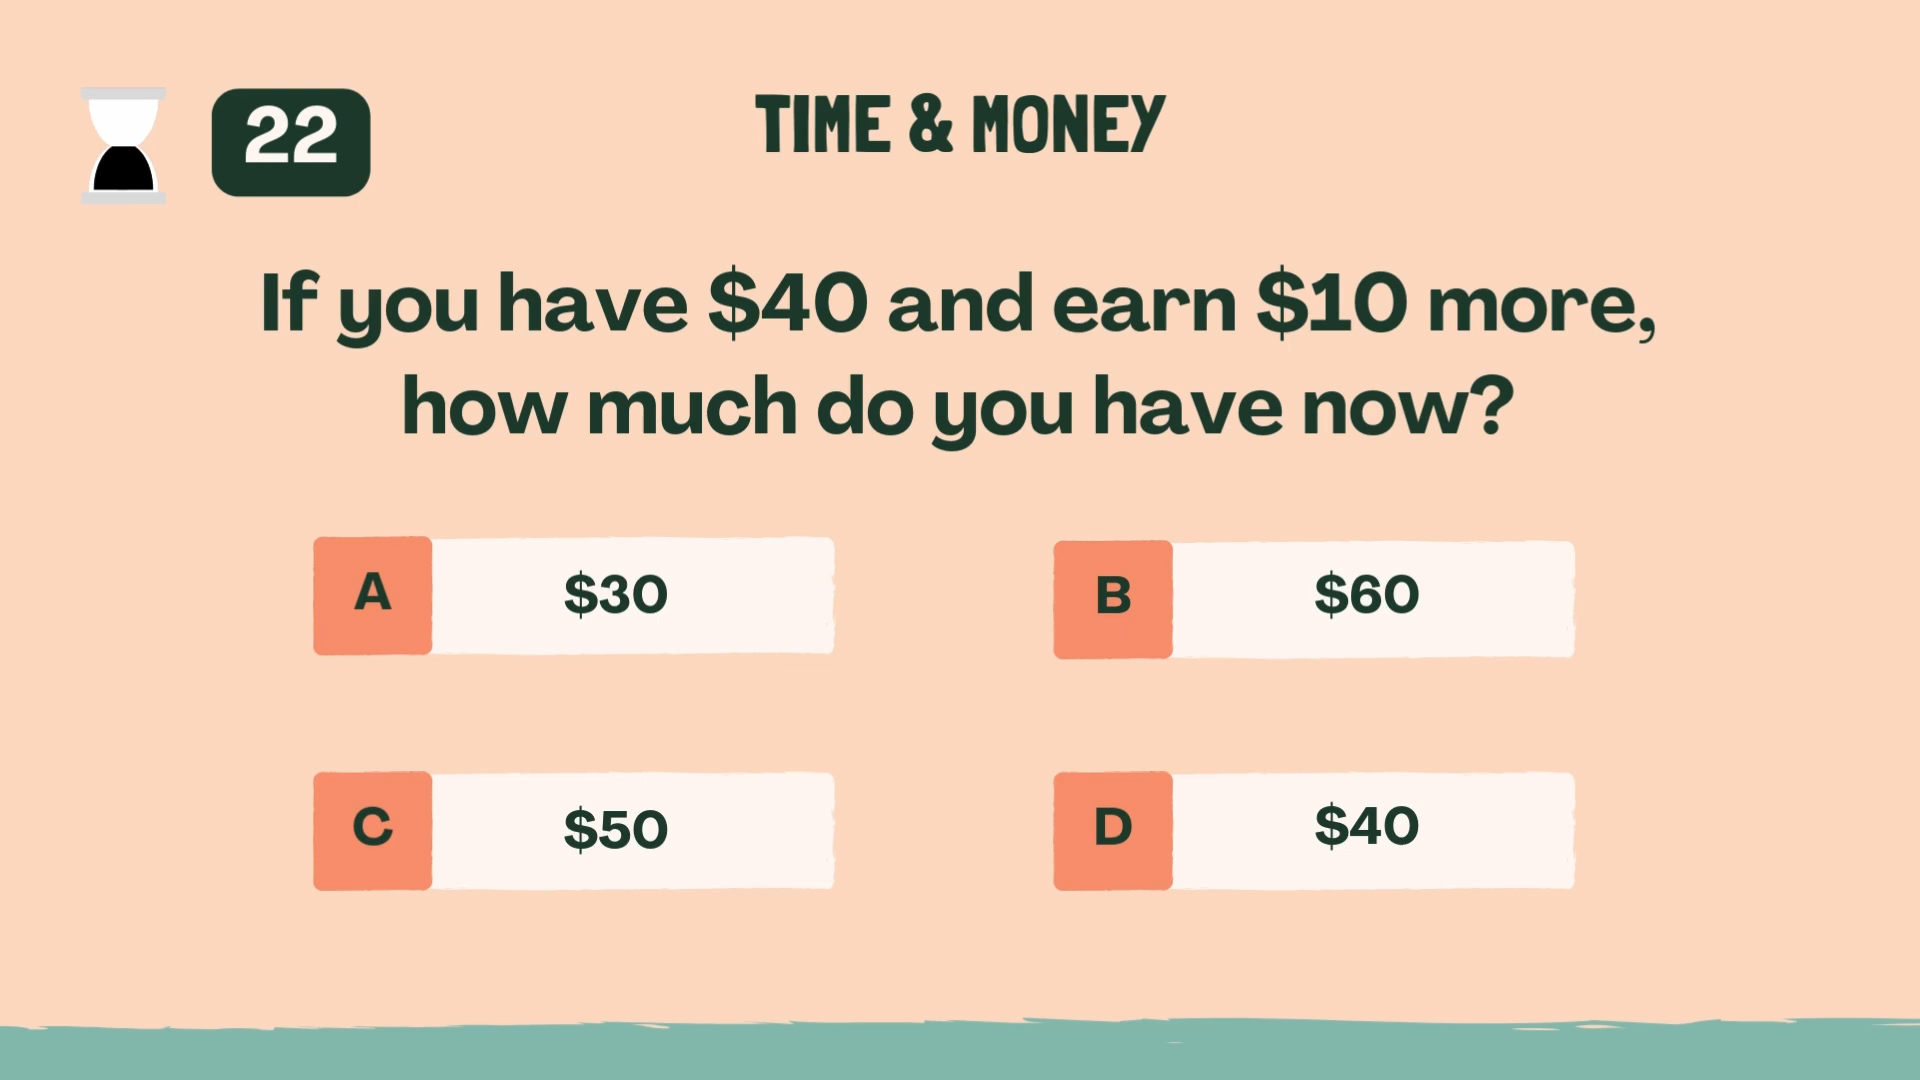 22
TIME & MONEY
If you have $40 and earn $10 more,
how much do you have now?
A $30
B $60
C $50
D $40